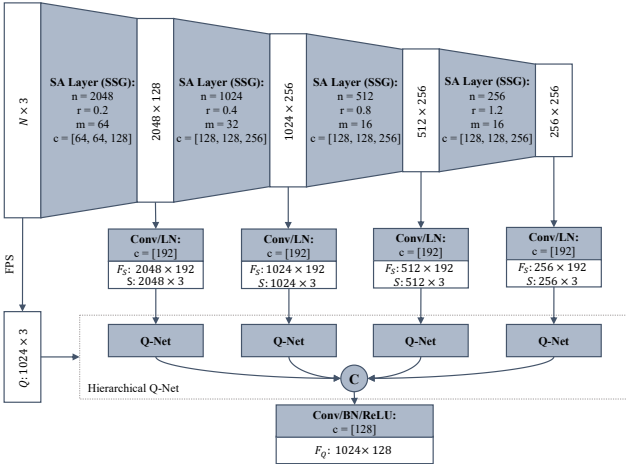 N × 3
SA Layer (SSG):
n = 2048
r = 0.2
m = 64
c = [64, 64, 128]
2048 × 128
SA Layer (SSG):
n = 1024
r = 0.4
m = 32
c = [128, 128, 256]
1024 × 256
SA Layer (SSG):
n = 512
r = 0.8
m = 16
c = [128, 128, 256]
512 × 256
SA Layer (SSG):
n = 256
r = 1.2
m = 16
c = [128, 128, 256]
256 × 256
FPS
Conv/LN:
c = [192]
F_S: 2048 × 192
S: 2048 × 3
Conv/LN:
c = [192]
F_S: 1024 × 192
S: 1024 × 3
Conv/LN:
c = [192]
F_S: 512 × 192
S: 512 × 3
Conv/LN:
c = [192]
F_S: 256 × 192
S: 256 × 3
Q: 1024 × 3
Q-Net
Q-Net
Q-Net
Q-Net
C
Hierarchical Q-Net
Conv/BN/ReLU:
c = [128]
F_Q: 1024 × 128